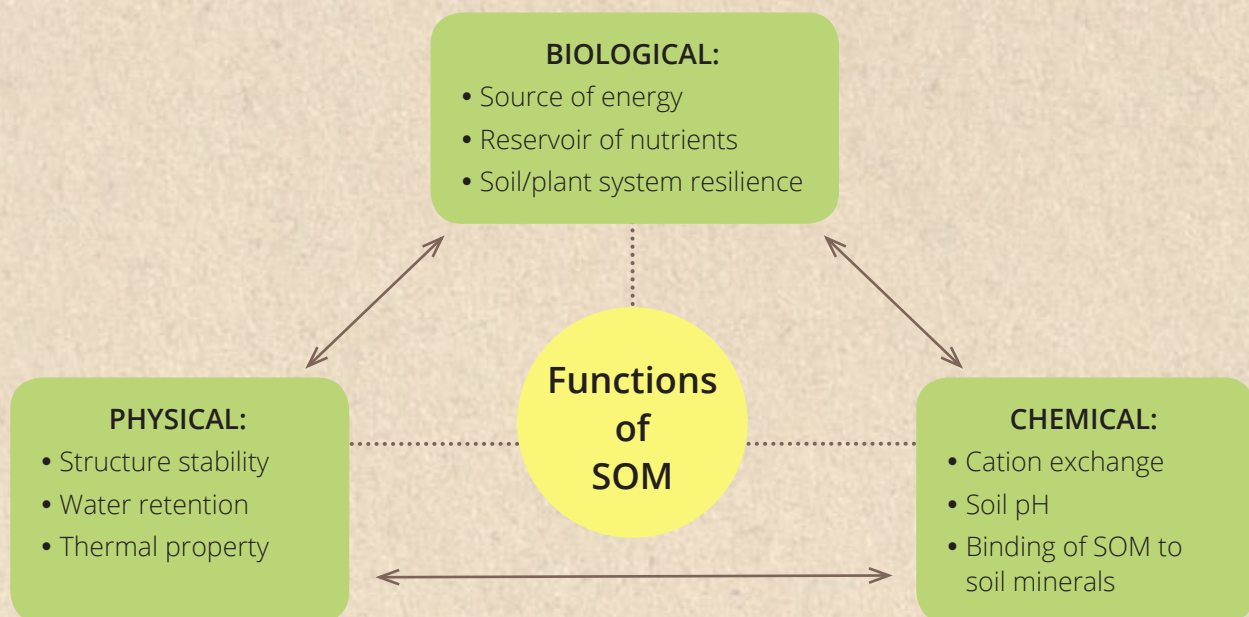 BIOLOGICAL:
• Source of energy
• Reservoir of nutrients
• Soil/plant system resilience
Functions
of
SOM
PHYSICAL:
• Structure stability
• Water retention
• Thermal property
CHEMICAL:
• Cation exchange
• Soil pH
• Binding of SOM to
soil minerals